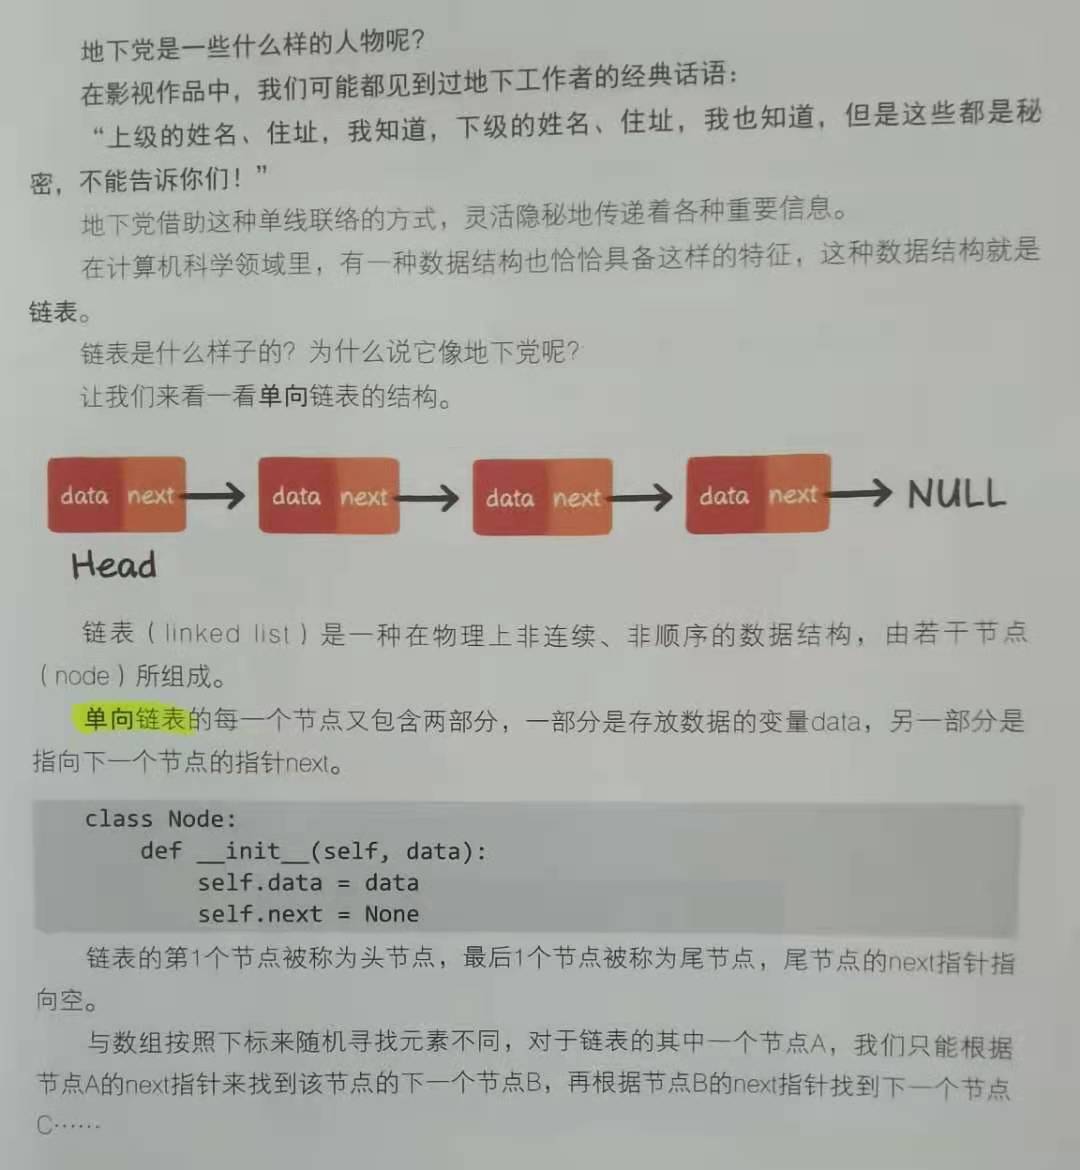 地下党是一些什么样的人物呢？
在影视作品中，我们可能都见到过地下工作者的经典话语：
“上级的姓名、住址，我知道，下级的姓名、住址，我也知道，但是这些都是秘
密，不能告诉你们！”
地下党借助这种单线联络的方式，灵活隐秘地传递着各种重要信息。
在计算机科学领域里，有一种数据结构也恰恰具备这样的特征，这种数据结构就是
链表。
链表是什么样子的？为什么说它像地下党呢？
让我们来看一看单向链表的结构。
data next data next data next data next NULL
Head
链表（linked list）是一种在物理上非连续、非顺序的数据结构，由若干节点
（node）所组成。
单向链表的每一个节点又包含两部分，一部分是存放数据的变量data，另一部分是
指向下一个节点的指针next。
class Node:
    def __init__(self, data):
        self.data = data
        self.next = None
链表的第1个节点被称为头节点，最后1个节点被称为尾节点，尾节点的next指针指
向空。
与数组按照下标来随机寻找元素不同，对于链表的其中一个节点A，我们只能根据
节点A的next指针来找到该节点的下一个节点B，再根据节点B的next指针找到下一个节点
C……